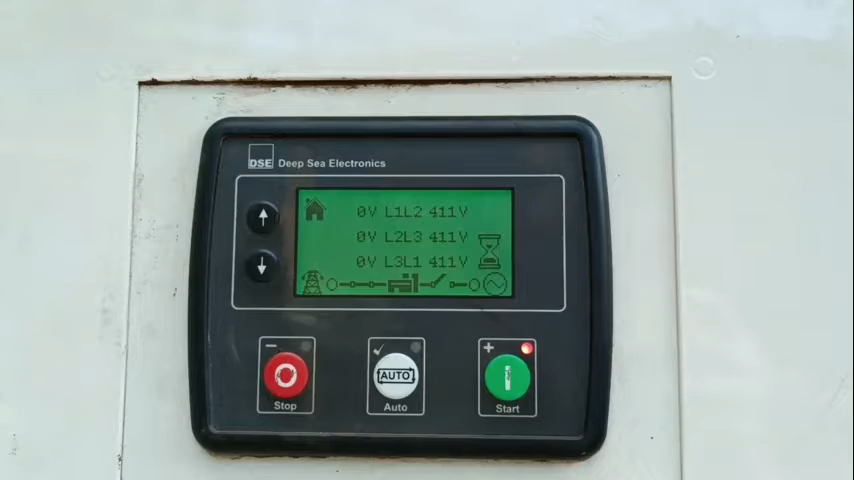 DSE Deep Sea Electronics
0V L1L2 411V
0V L2L3 411V
0V L3L1 411V
AUTO
Stop
Auto
Start